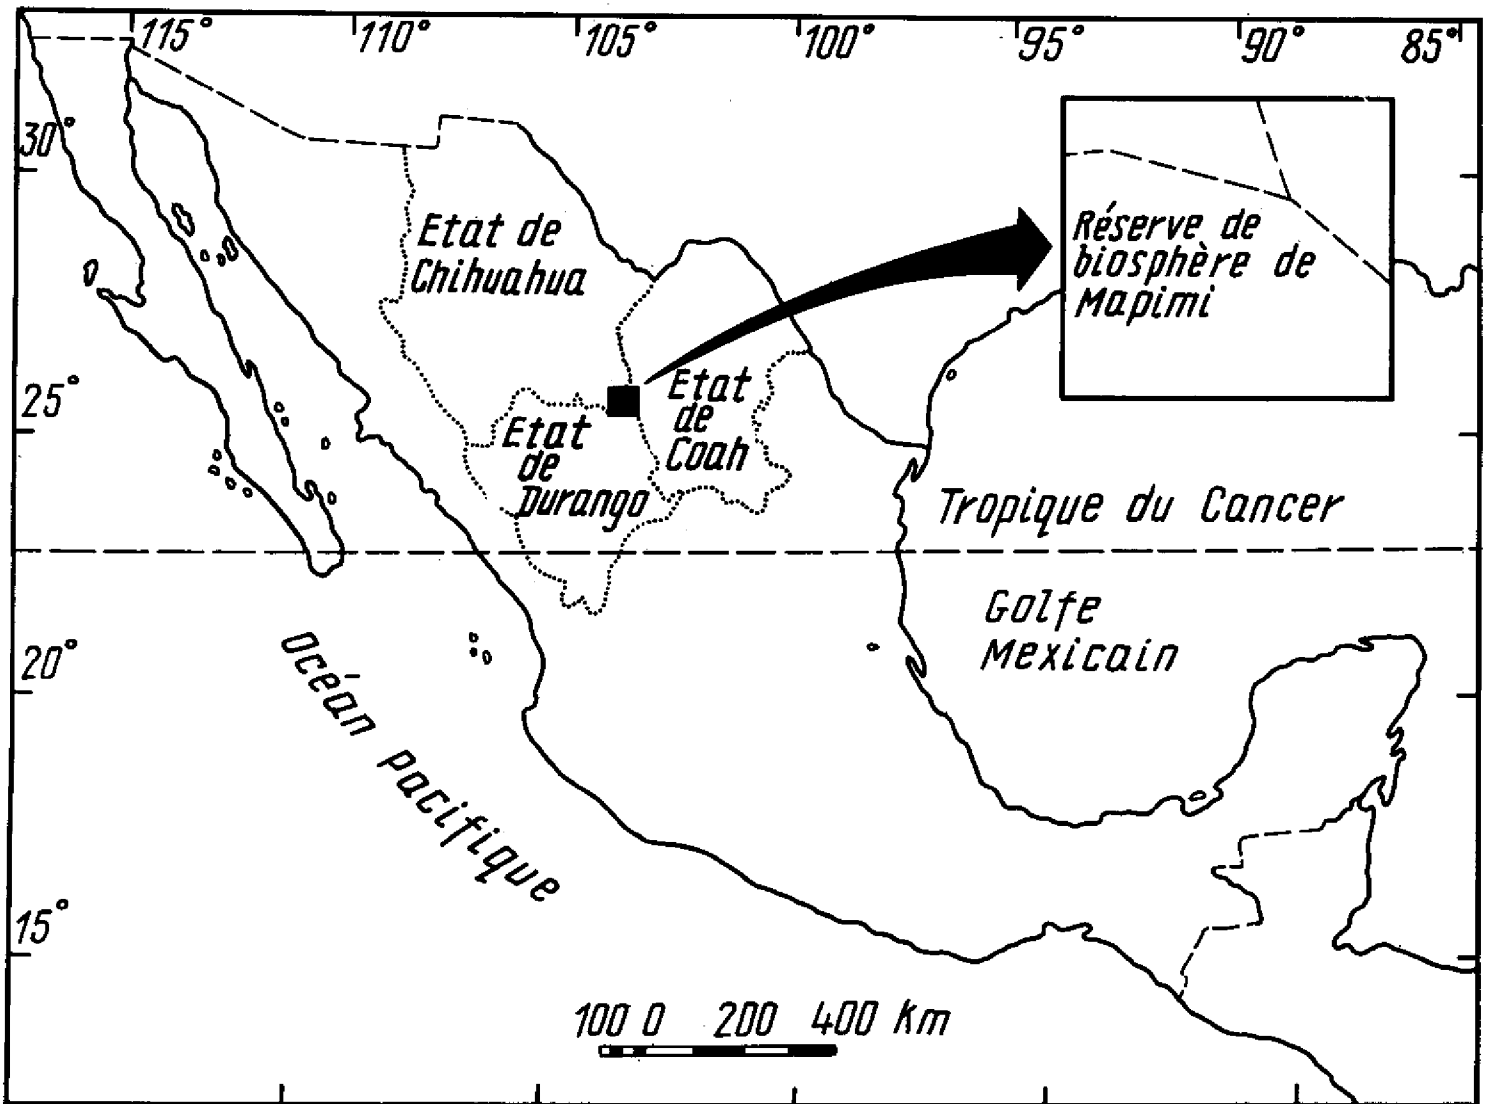 115° 110° 105° 100° 95° 90° 85°
30°
Etat de
Chihuahua
Réserve de
biosphère de
Mapimi
25°
Etat
de
Coah
Etat
de
Durango
Tropique du Cancer
Golfe
Mexicain
20°
Océan pacifique
15°
100 0 200 400 km